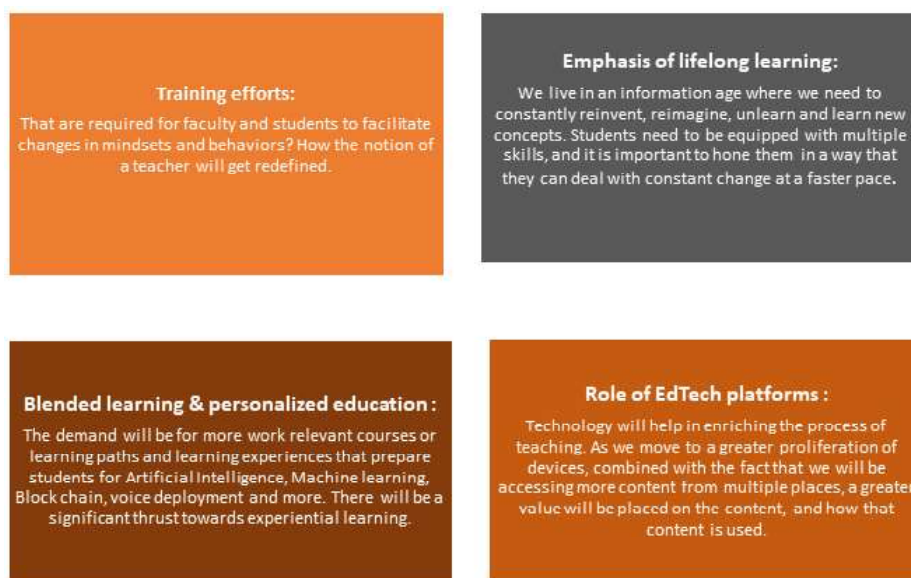 Training efforts:
That are required for faculty and students to facilitate
changes in mindsets and behaviors? How the notion of
a teacher will get redefined.
Emphasis of lifelong learning:
We live in an information age where we need to
constantly reinvent, reimagine, unlearn and learn new
concepts. Students need to be equipped with multiple
skills, and it is important to hone them in a way that
they can deal with constant change at a faster pace.
Blended learning & personalized education :
The demand will be for more work relevant courses or
learning paths and learning experiences that prepare
students for Artificial Intelligence, Machine learning,
Block chain, voice deployment and more. There will be a
significant thrust towards experiential learning.
Role of EdTech platforms :
Technology will help in enriching the process of
teaching. As we move to a greater proliferation of
devices, combined with the fact that we will be
accessing more content from multiple places, a greater
value will be placed on the content, and how that
content is used.